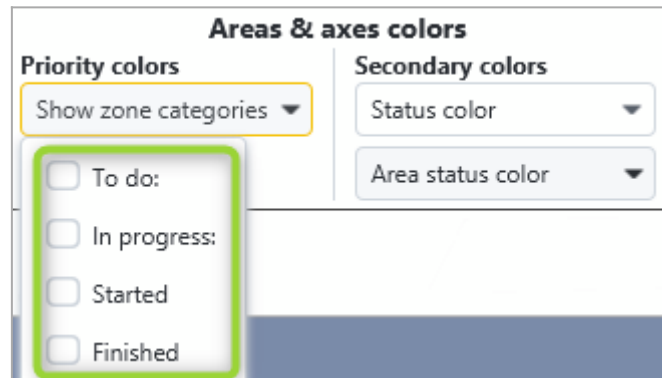 Areas & axes colors
Priority colors
Secondary colors
Show zone categories
Status color
Area status color
To do:
In progress:
Started
Finished